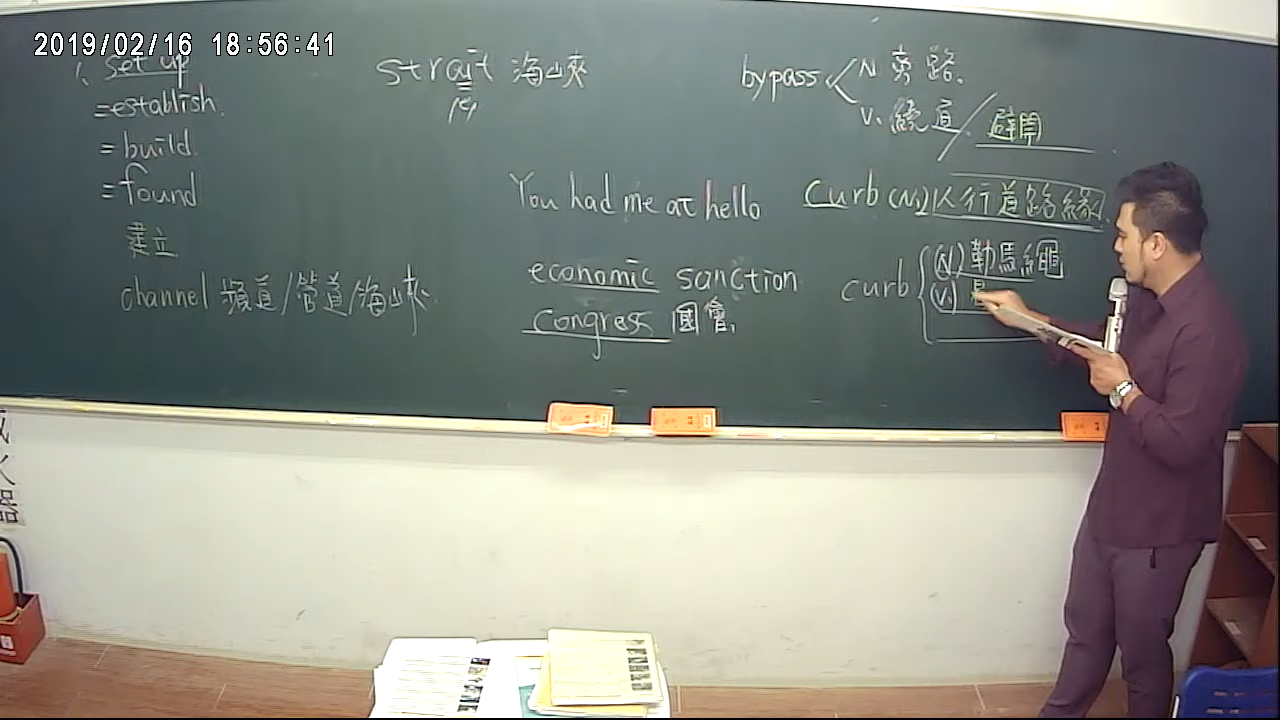 2019/02/16 18:56:41
1、set up
=establish.
=build.
=found
建立
channel 頻道/管道/海峽
strait 海峽
You had me at hello
economic sanction
congress 國會
bypass N 旁路、
V. 繞道/避開
curb (N.) 人行道路緣
curb (N) 勒馬繩
(V.)
器